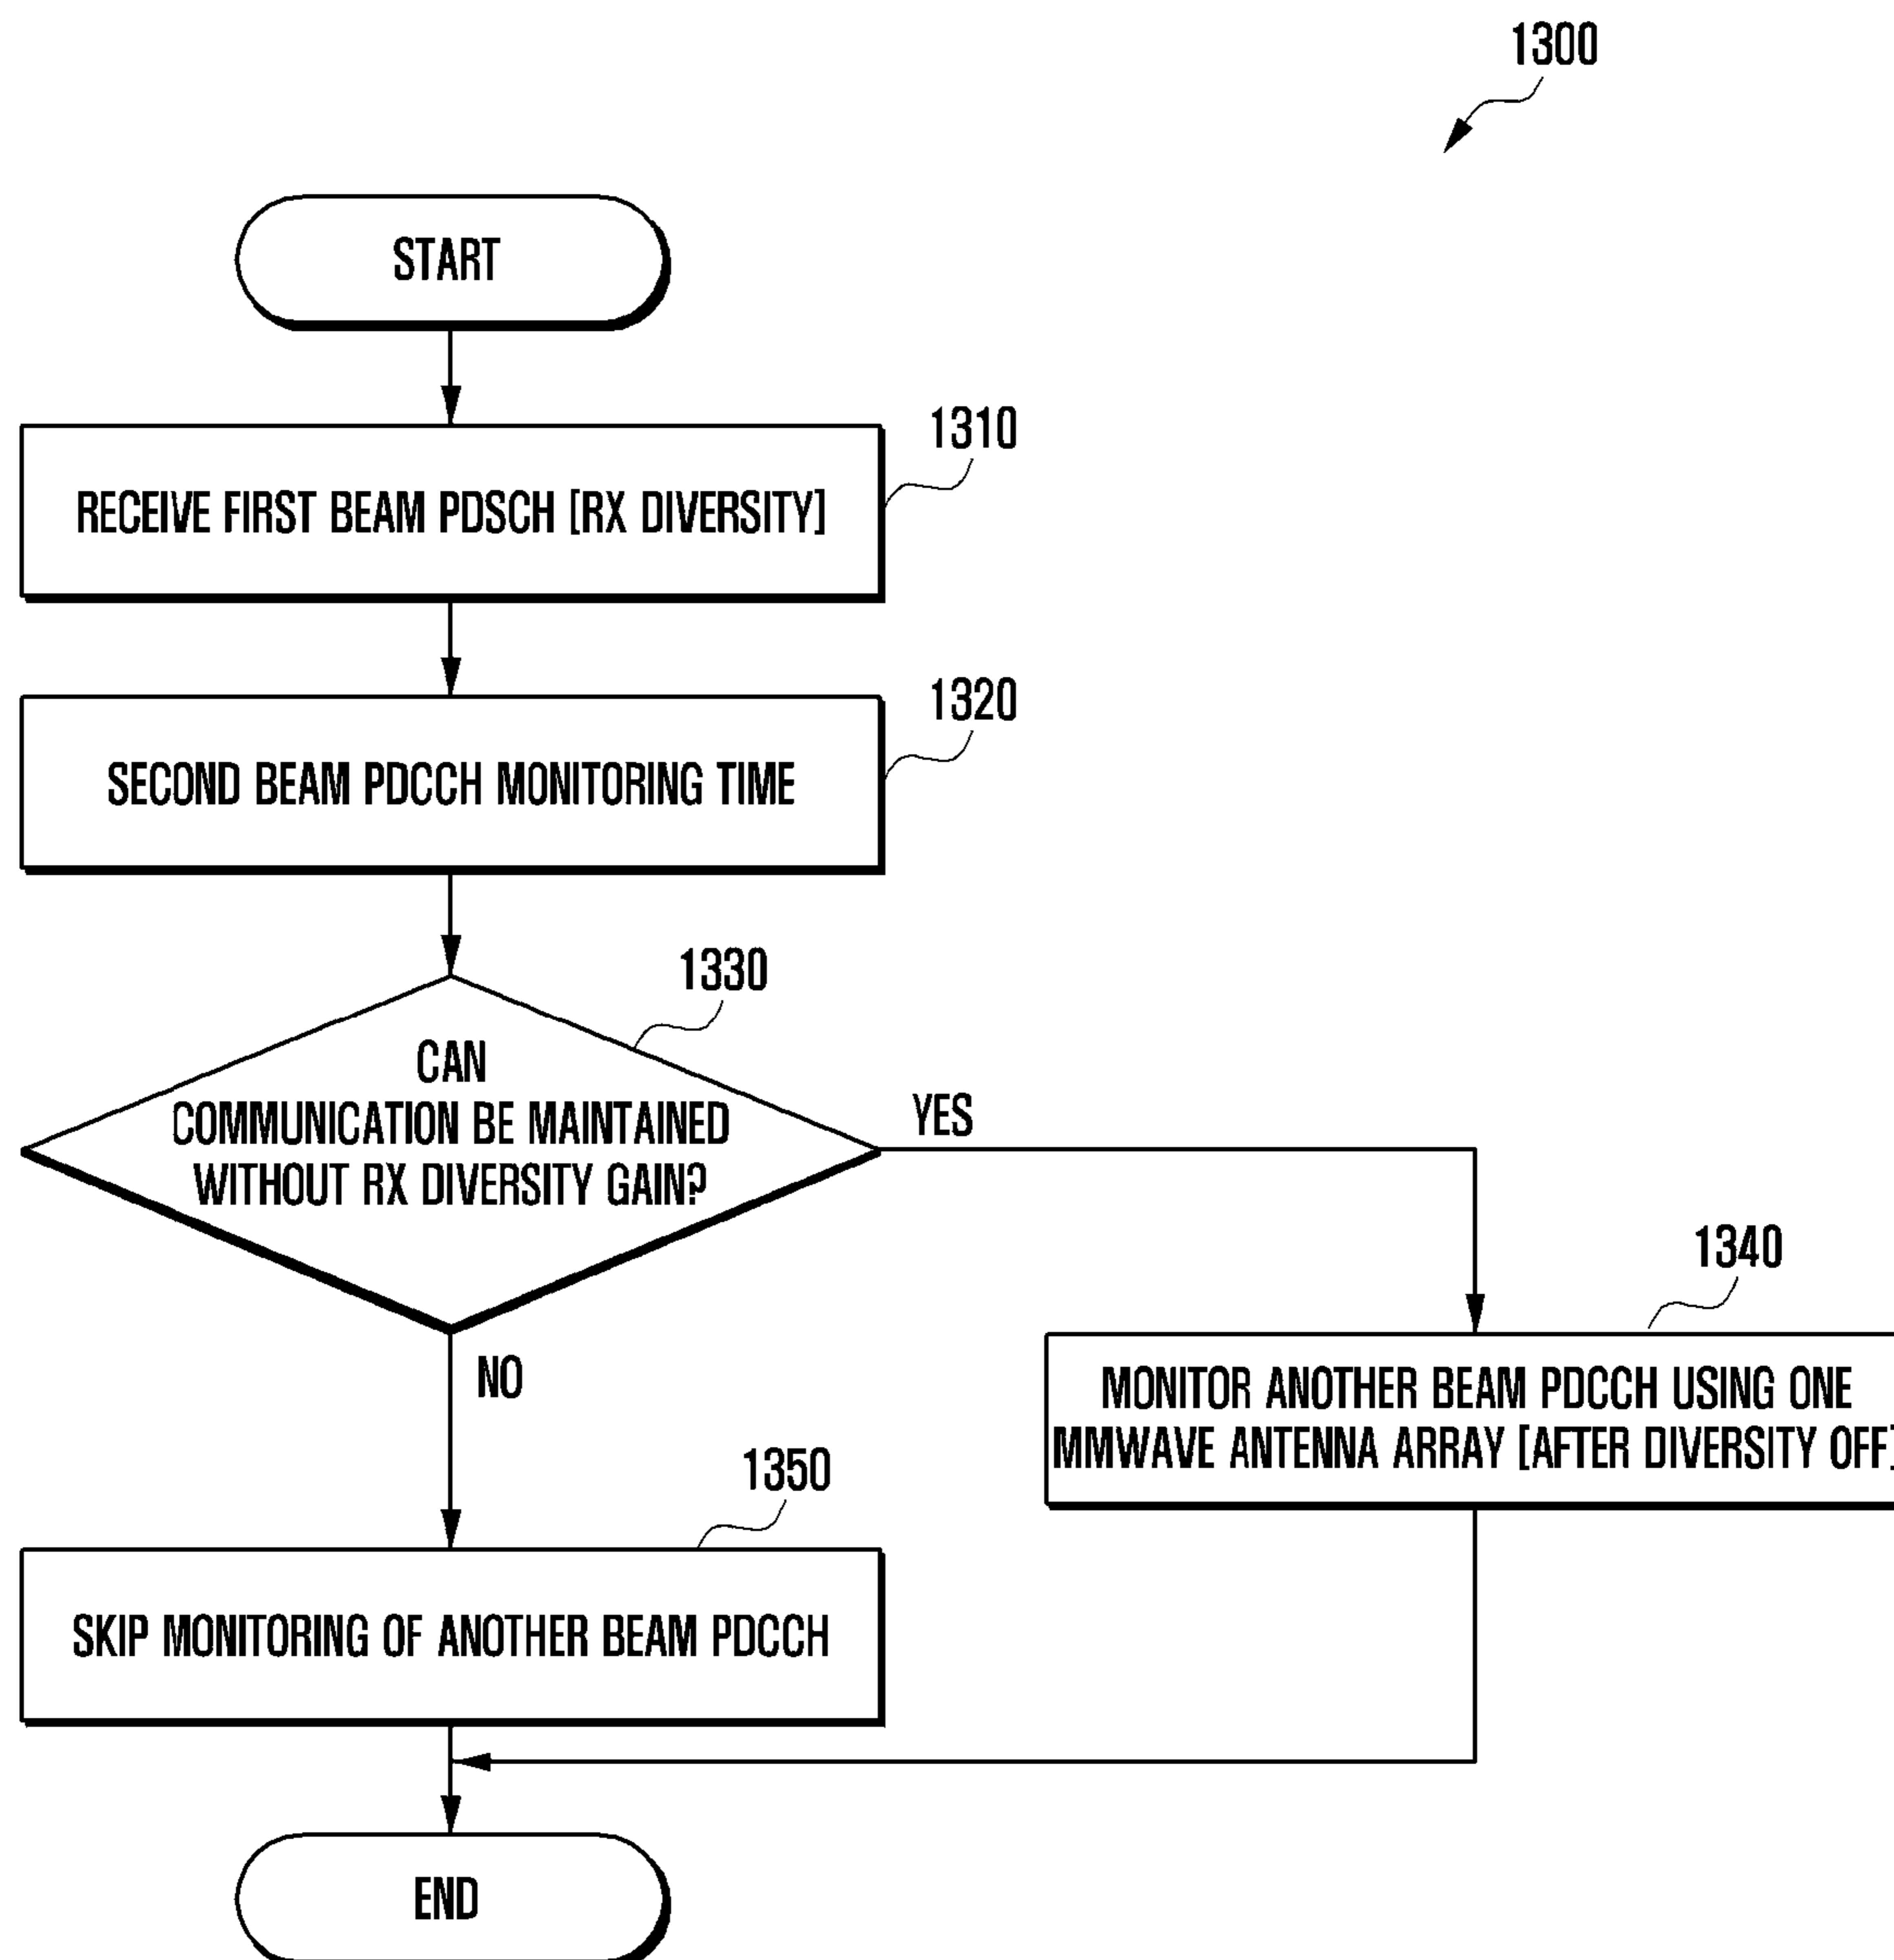 1300
START
1310
RECEIVE FIRST BEAM PDSCH [RX DIVERSITY]
1320
SECOND BEAM PDCCH MONITORING TIME
1330
CAN
COMMUNICATION BE MAINTAINED
WITHOUT RX DIVERSITY GAIN?
YES
NO
1340
MONITOR ANOTHER BEAM PDCCH USING ONE
MMWAVE ANTENNA ARRAY [AFTER DIVERSITY OFF]
1350
SKIP MONITORING OF ANOTHER BEAM PDCCH
END